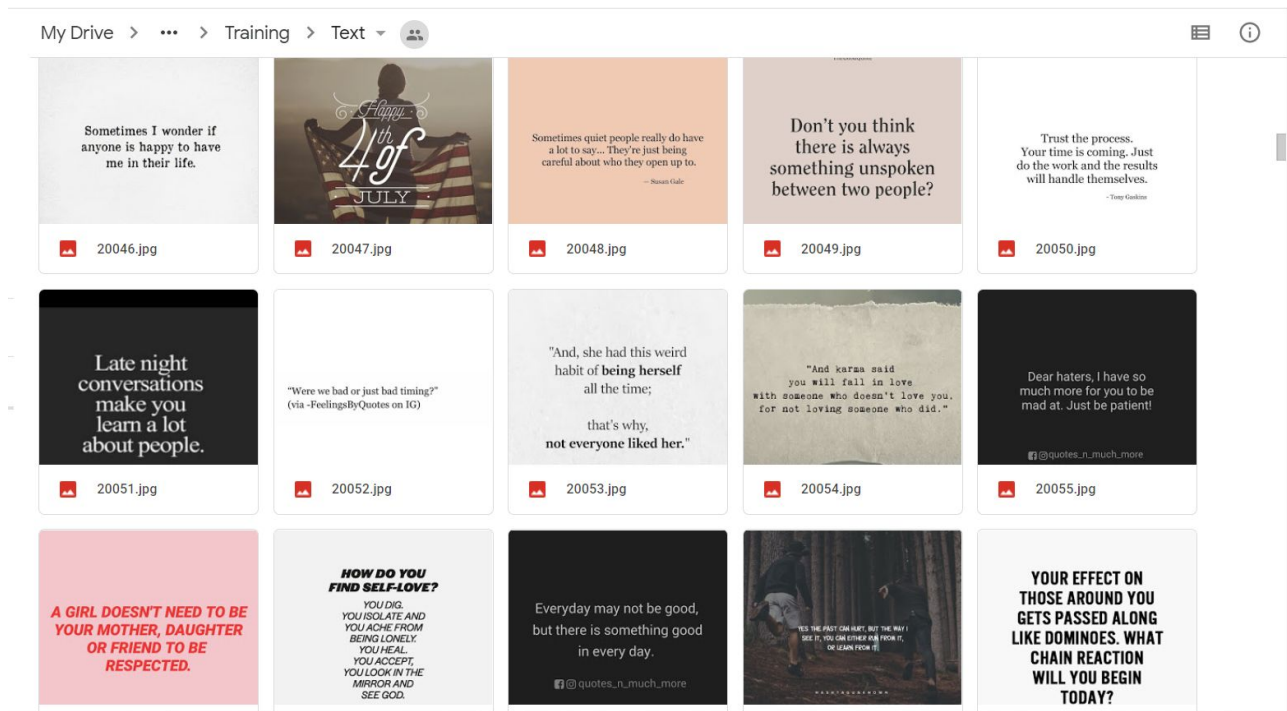 My Drive > ... > Training > Text
Sometimes I wonder if
anyone is happy to have
me in their life.
20046.jpg
Happy
4th of
JULY
20047.jpg
Sometimes quiet people really do have
a lot to say... They're just being
careful about who they open up to.
— Susan Gale
20048.jpg
Don't you think
there is always
something unspoken
between two people?
20049.jpg
Trust the process.
Your time is coming. Just
do the work and the results
will handle themselves.
- Tony Gaskins
20050.jpg
Late night
conversations
make you
learn a lot
about people.
20051.jpg
"Were we bad or just bad timing?"
(via -FeelingsByQuotes on IG)
20052.jpg
"And, she had this weird
habit of being herself
all the time;
that's why,
not everyone liked her."
20053.jpg
"And karma said
you will fall in love
with someone who doesn't love you,
for not loving someone who did."
20054.jpg
Dear haters, I have so
much more for you to be
mad at. Just be patient!
quotes_n_much_more
20055.jpg
A GIRL DOESN'T NEED TO BE
YOUR MOTHER, DAUGHTER
OR FRIEND TO BE
RESPECTED.
HOW DO YOU
FIND SELF-LOVE?
YOU DIG.
YOU ISOLATE AND
YOU ACHE FROM
BEING LONELY.
YOU HEAL.
YOU ACCEPT,
YOU LOOK IN THE
MIRROR AND
SEE GOD.
Everyday may not be good,
but there is something good
in every day.
quotes_n_much_more
YES THE PAST CAN HURT, BUT THE WAY I
SEE IT, YOU CAN EITHER RUN FROM IT,
OR LEARN FROM IT
YOUR EFFECT ON
THOSE AROUND YOU
GETS PASSED ALONG
LIKE DOMINOES. WHAT
CHAIN REACTION
WILL YOU BEGIN
TODAY?